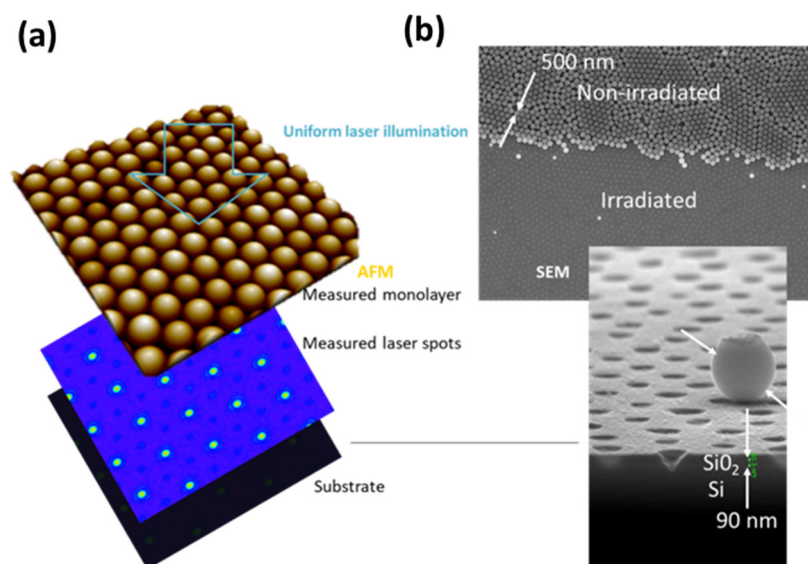 (a)
Uniform laser illumination
AFM
Measured monolayer
Measured laser spots
Substrate
(b)
500 nm
Non-irradiated
Irradiated
SEM
SiO₂
Si
90 nm